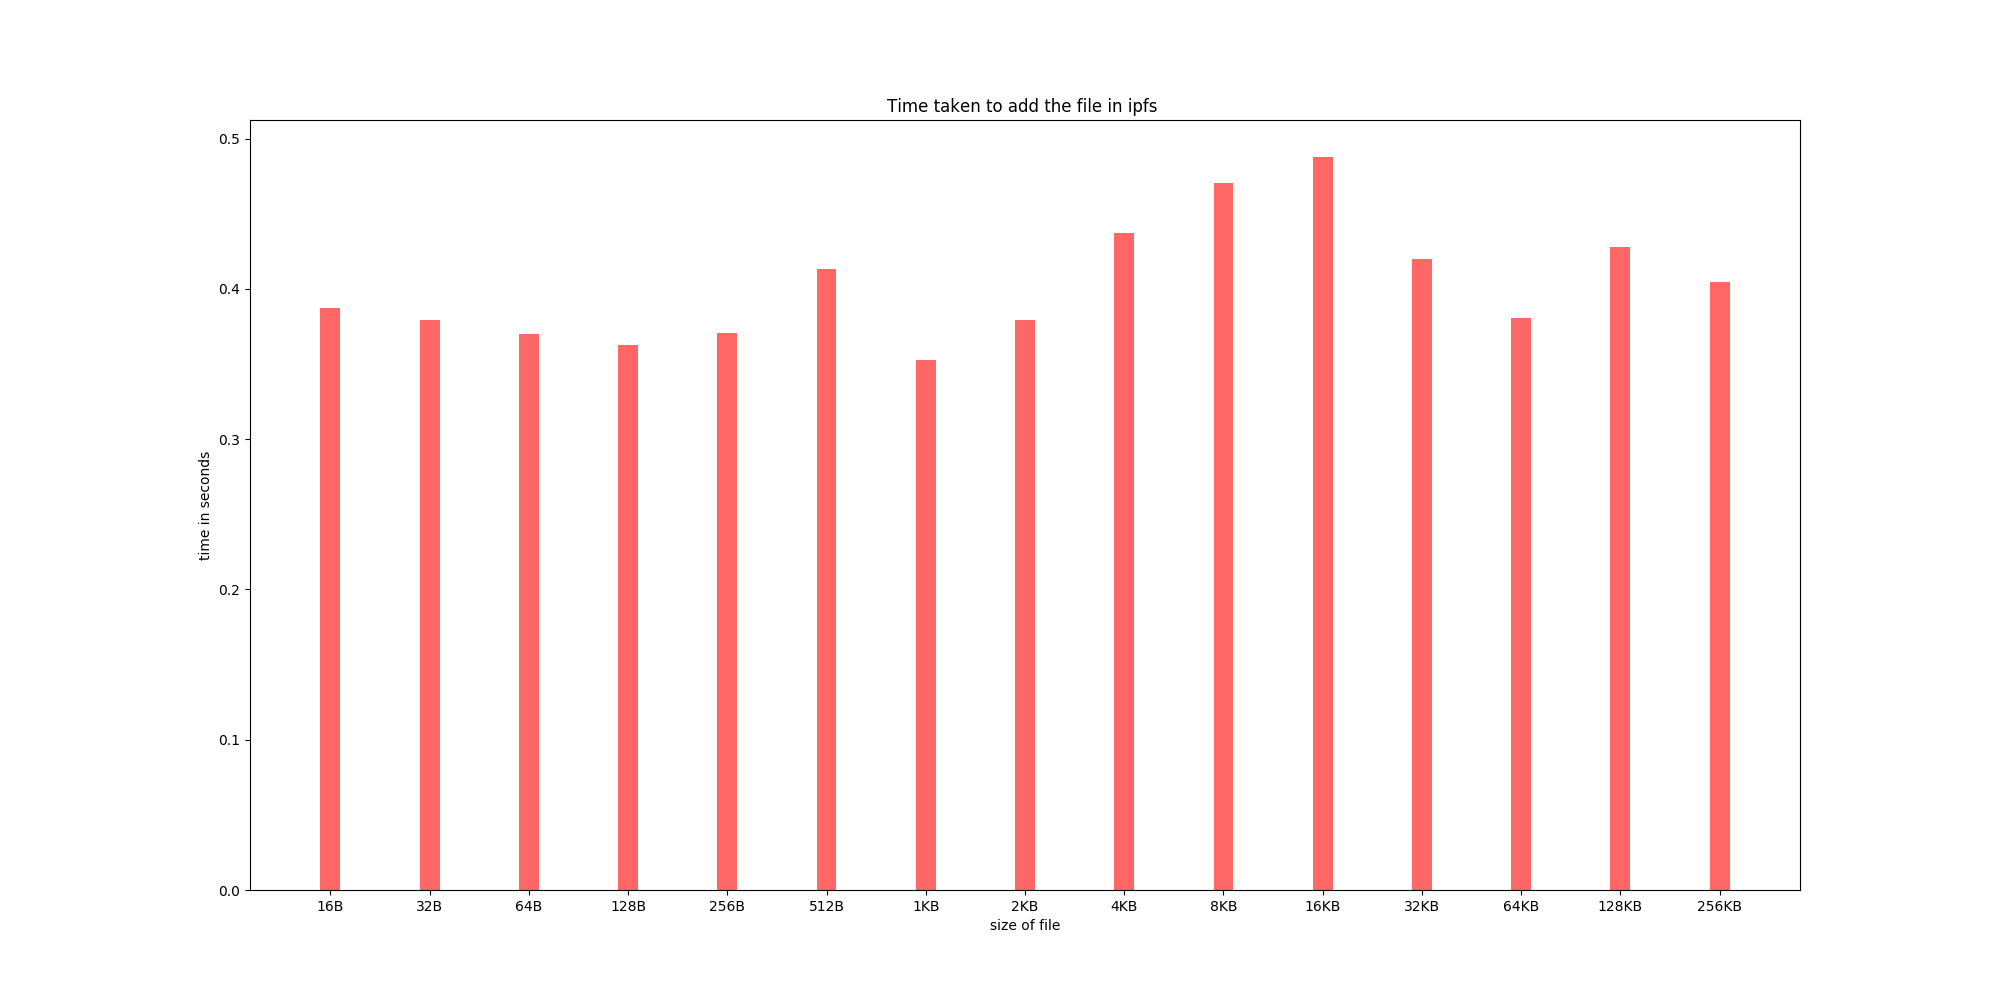 Time taken to add the file in ipfs
0.5
0.4
0.3
0.2
0.1
0.0
time in seconds
16B 32B 64B 128B 256B 512B 1KB 2KB 4KB 8KB 16KB 32KB 64KB 128KB 256KB
size of file